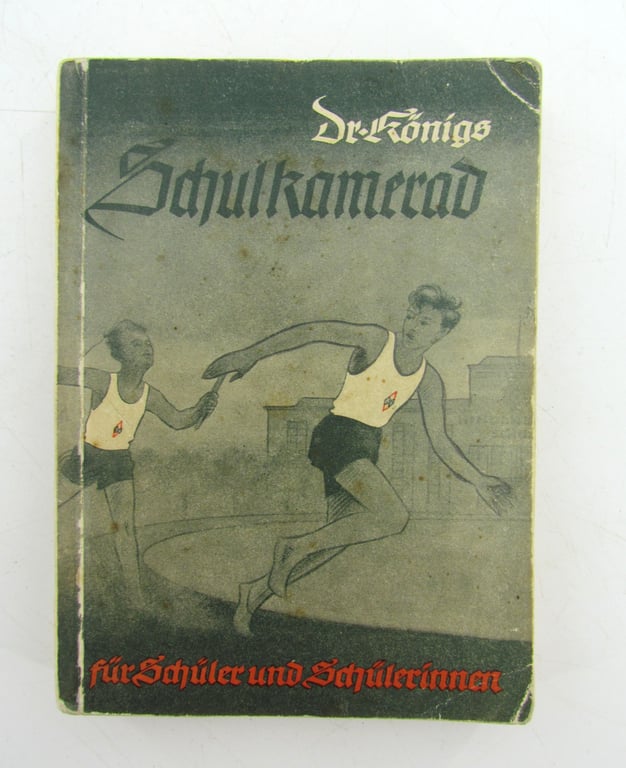 Dr. Königs
Schulkamerad
für Schüler und Schülerinnen